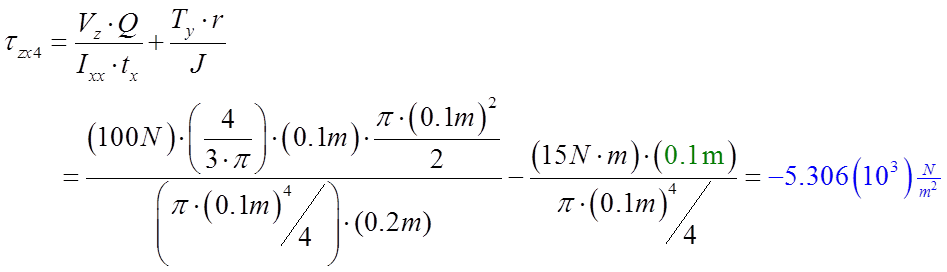 τ_zx4 = (V_z · Q)/(I_xx · t_x) + (T_y · r)/J
= ((100N) · (4/(3 · π)) · (0.1m) · (π · (0.1m)^2)/2)/((π · (0.1m)^4/4) · (0.2m)) − ((15N · m) · (0.1m))/(π · (0.1m)^4/4) = −5.306(10^3) N/m^2